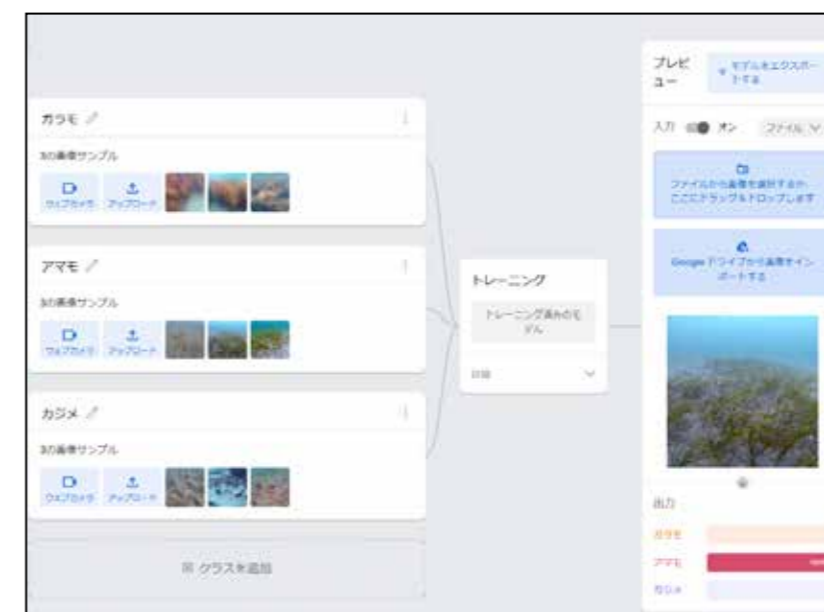 ガラモ
3の画像サンプル
ウェブカメラ アップロード
アマモ
3の画像サンプル
ウェブカメラ アップロード
カジメ
3の画像サンプル
ウェブカメラ アップロード
クラスを追加
トレーニング
トレーニング済みのモ
デル
詳細
プレビ
ュー
モデルをエクスポー
トする
入力 オン ファイル
ファイルから画像を選択するか、
ここにドラッグ&ドロップします
Google ドライブから画像をイン
ポートする
出力
ガラモ
アマモ
カジメ